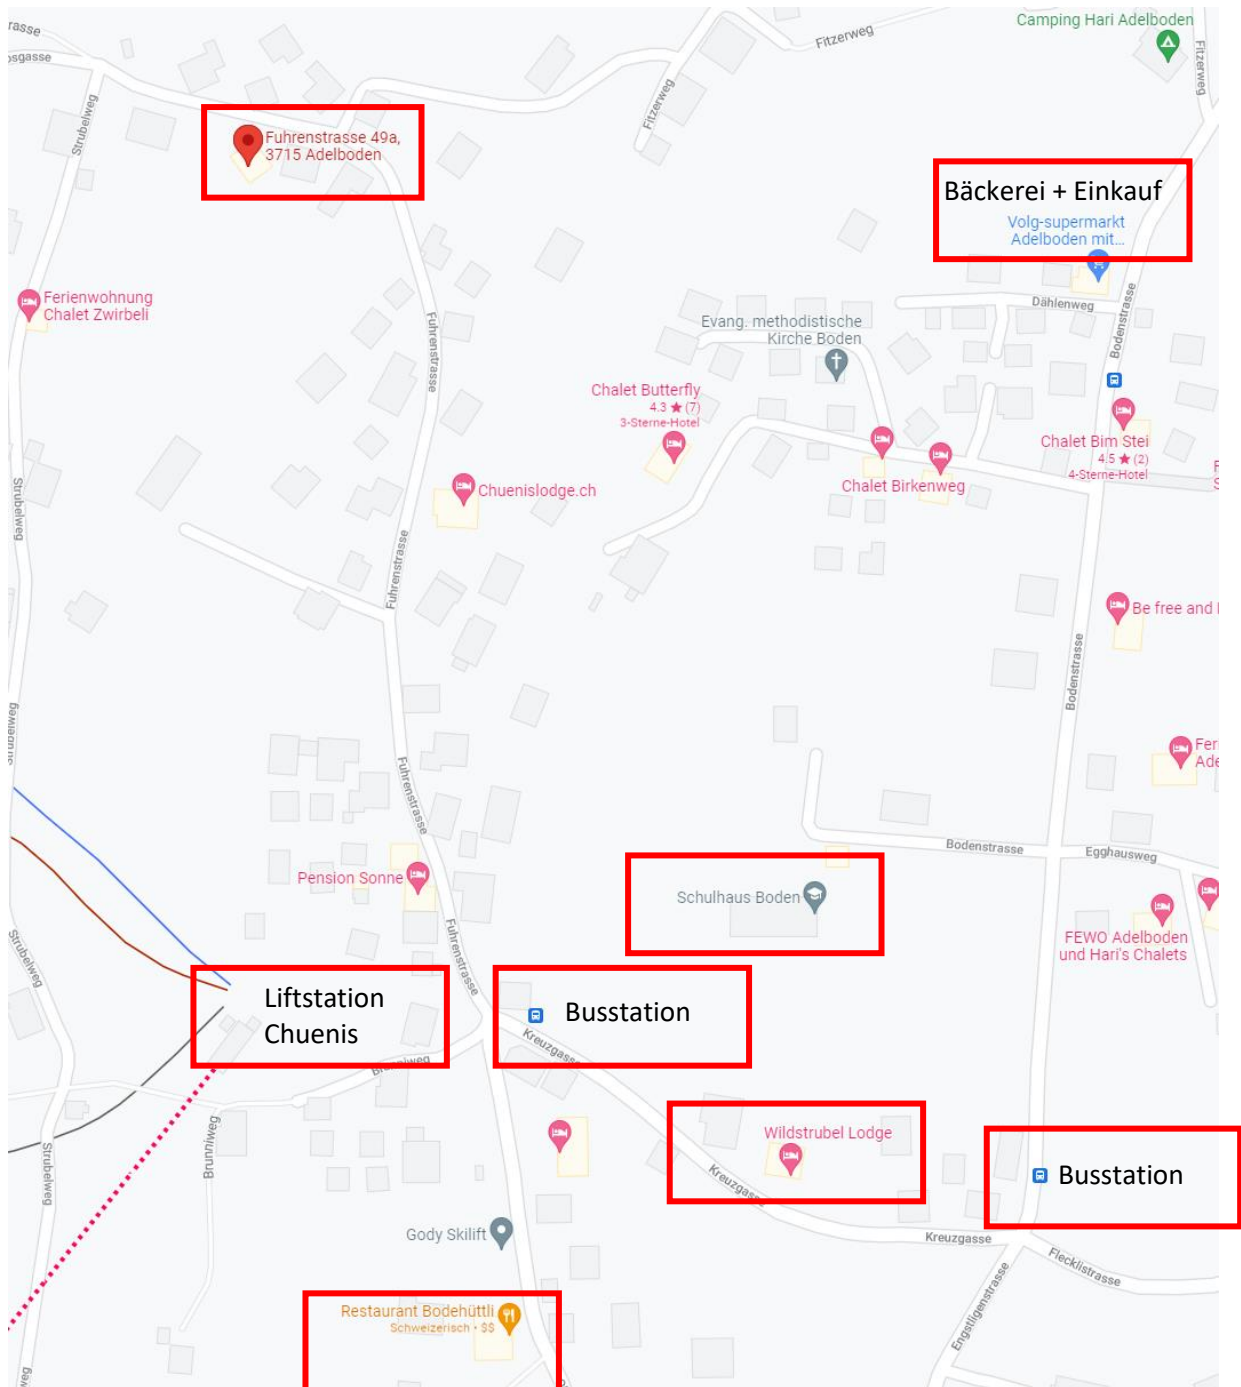 Camping Hari Adelboden
rasse
Fitzerweg
Fitzerweg
Strubelweg
Fitzerweg
Fuhrenstrasse 49a,
3715 Adelboden
Bäckerei + Einkauf
Volg-supermarkt
Adelboden mit...
Ferienwohnung
Chalet Zwirbeli
Dählenweg
Bodenstrasse
Fuhrenstrasse
Evang. methodistische
Kirche Boden
Chalet Butterfly
4.3 ★ (7)
3-Sterne-Hotel
Chalet Bim Stei
4.5 ★ (2)
4-Sterne-Hotel
Chalet Birkenweg
Chuenislodge.ch
Strubelweg
Fuhrenstrasse
Be free and
Bodenstrasse
Fuhrenstrasse
Fer
Ade
Bodenstrasse
Egghausweg
Pension Sonne
Schulhaus Boden
FEWO Adelboden
und Hari's Chalets
Strubelweg
Fuhrenstrasse
Liftstation
Chuenis
Busstation
Kreuzgasse
Brunniweg
Wildstrubel Lodge
Brunniweg
Strubelweg
Kreuzgasse
Busstation
Gody Skilift
Kreuzgasse
Flecklistrasse
Engstligenstrasse
Restaurant Bodehüttli
Schweizerisch • $$